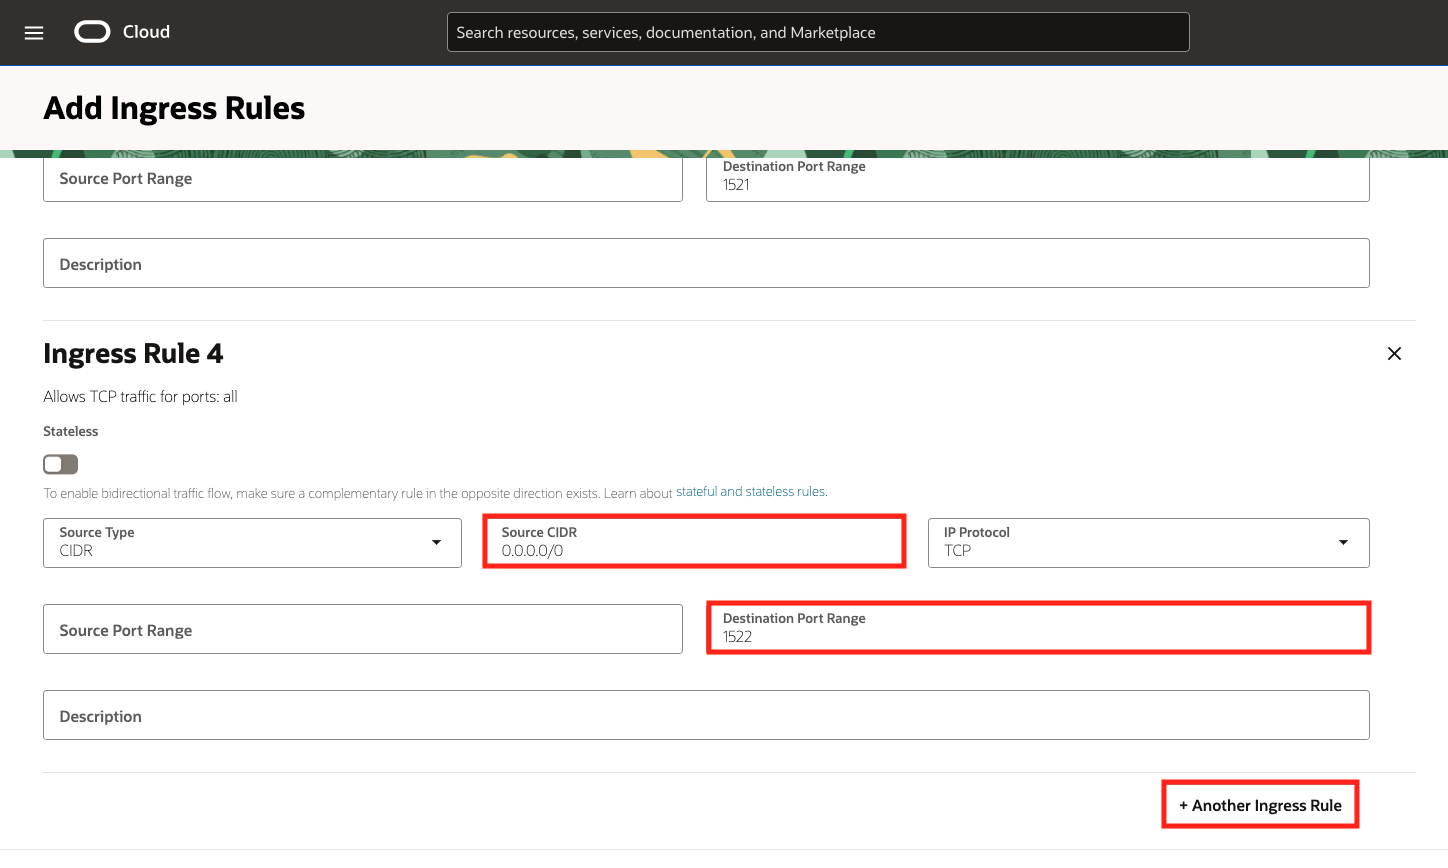 Cloud
Search resources, services, documentation, and Marketplace
Add Ingress Rules
Source Port Range
Destination Port Range
1521
Description
Ingress Rule 4
Allows TCP traffic for ports: all
Stateless
To enable bidirectional traffic flow, make sure a complementary rule in the opposite direction exists. Learn about stateful and stateless rules.
Source Type
CIDR
Source CIDR
0.0.0.0/0
IP Protocol
TCP
Source Port Range
Destination Port Range
1522
Description
+ Another Ingress Rule